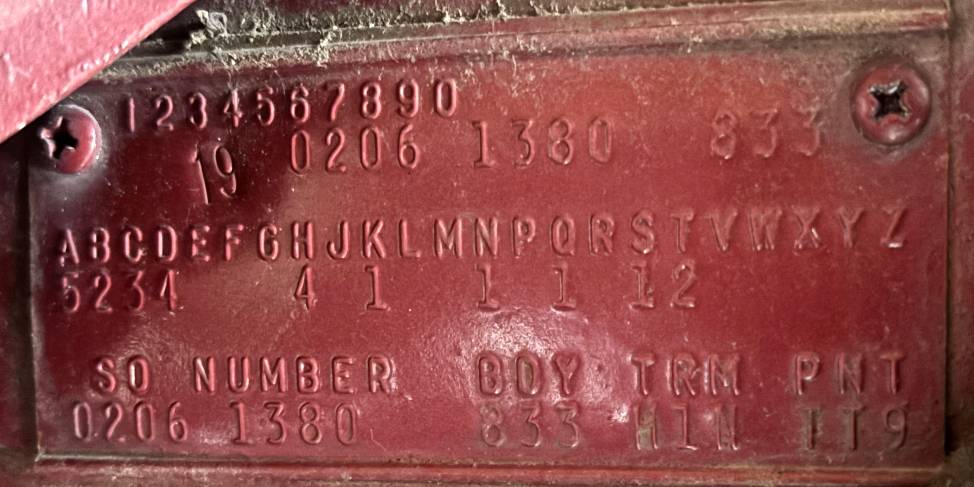 1234567890
19 0206 1380 833
ABCDEFGHJKLMNPQRSTVWXYZ
5234 4 1 1 1 12
SO NUMBER BDY TRM PNT
0206 1380 833 H1N TT9